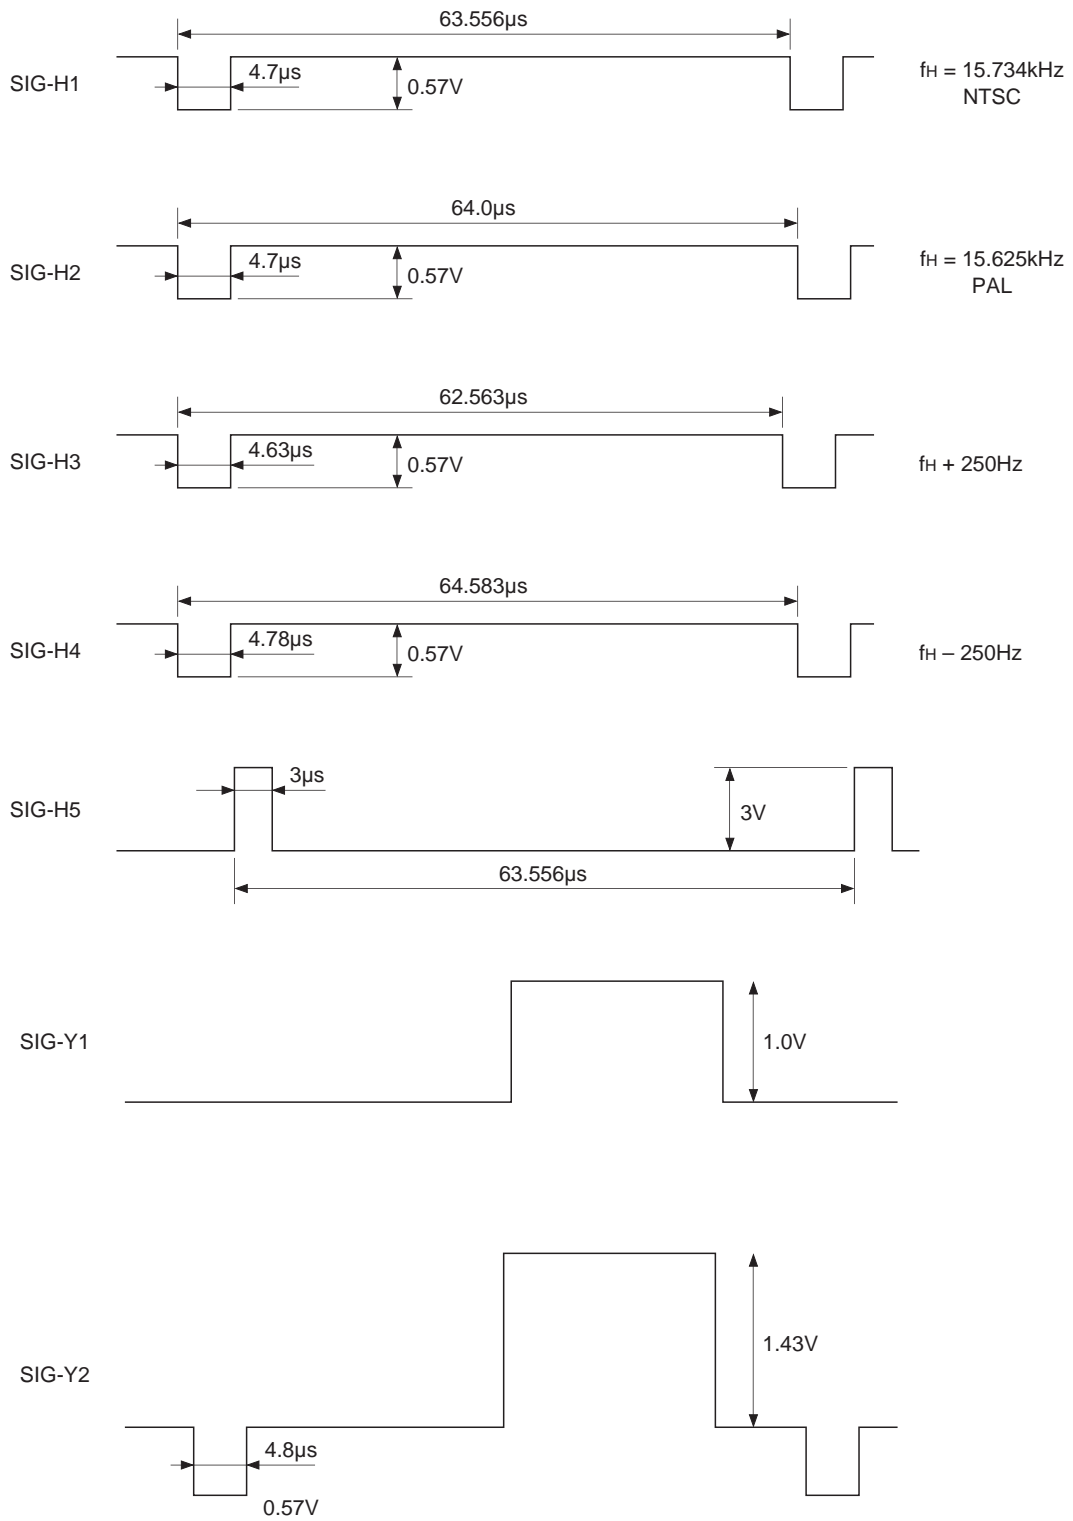 63.556μs
SIG-H1
4.7μs
0.57V
fH = 15.734kHz
NTSC
64.0μs
SIG-H2
4.7μs
0.57V
fH = 15.625kHz
PAL
62.563μs
SIG-H3
4.63μs
0.57V
fH + 250Hz
64.583μs
SIG-H4
4.78μs
0.57V
fH – 250Hz
SIG-H5
3μs
3V
63.556μs
SIG-Y1
1.0V
SIG-Y2
1.43V
4.8μs
0.57V